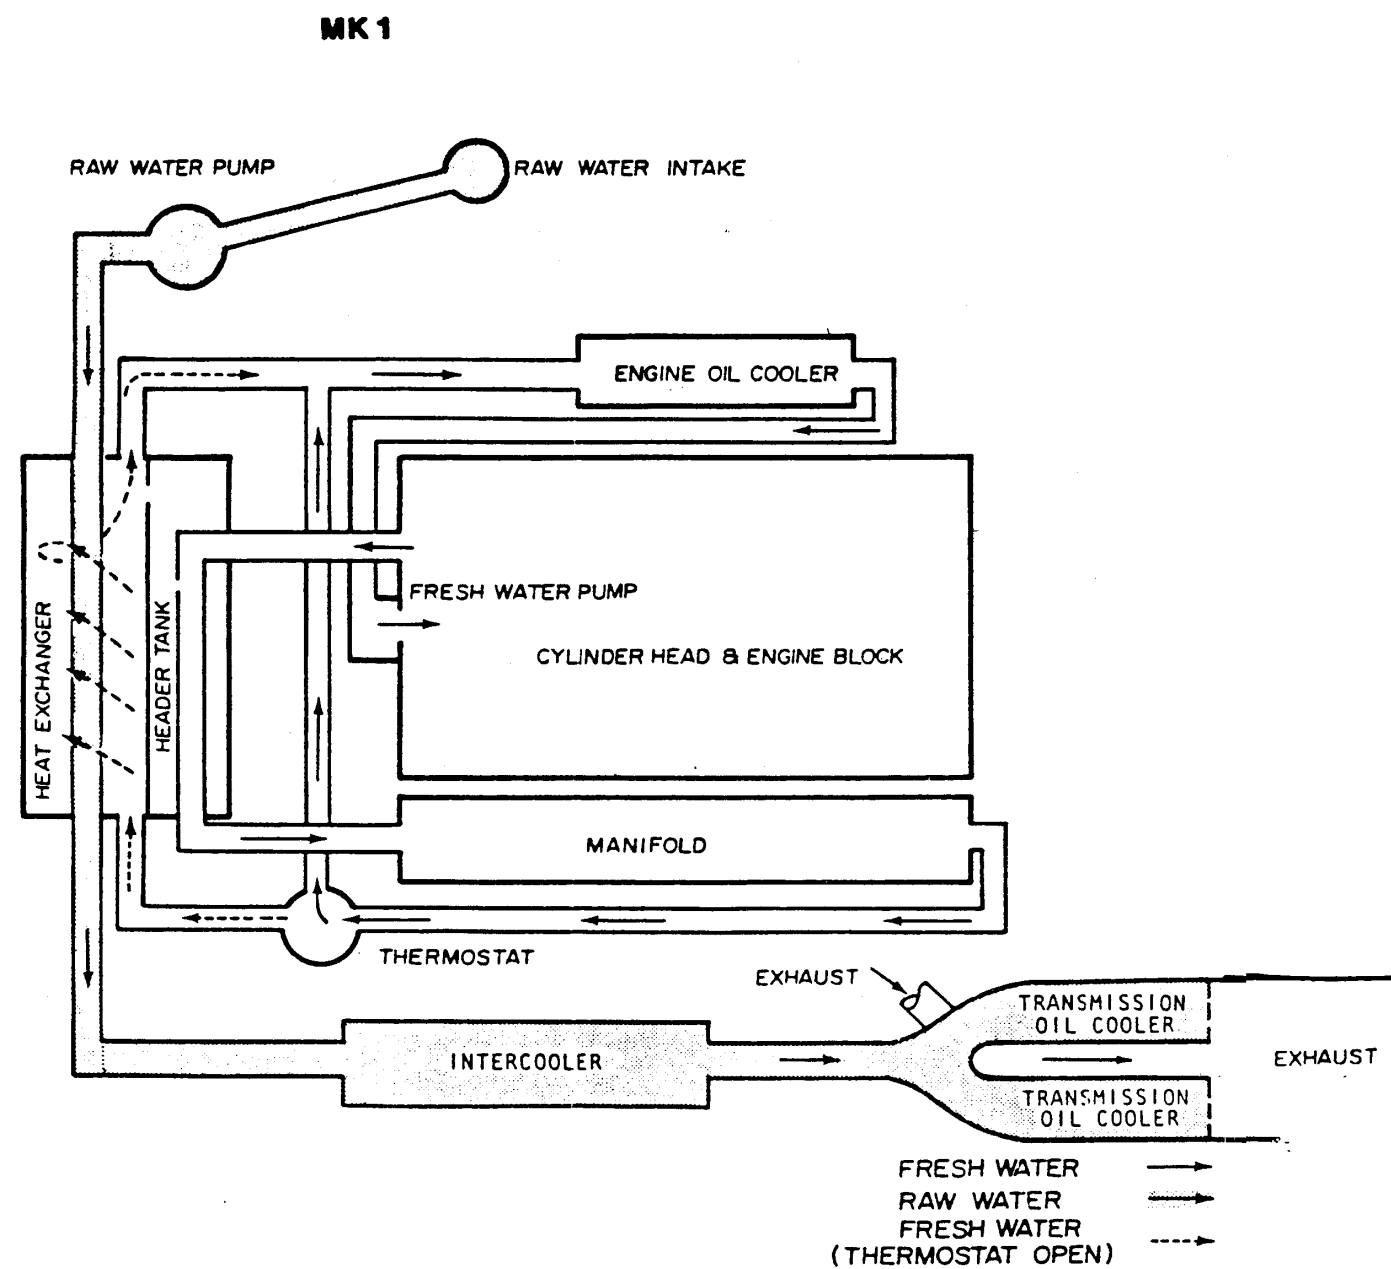 MK 1
RAW WATER PUMP
RAW WATER INTAKE
ENGINE OIL COOLER
FRESH WATER PUMP
CYLINDER HEAD & ENGINE BLOCK
HEAT EXCHANGER
HEADER TANK
MANIFOLD
THERMOSTAT
EXHAUST
TRANSMISSION
OIL COOLER
INTERCOOLER
EXHAUST
TRANSMISSION
OIL COOLER
FRESH WATER
RAW WATER
FRESH WATER
(THERMOSTAT OPEN)